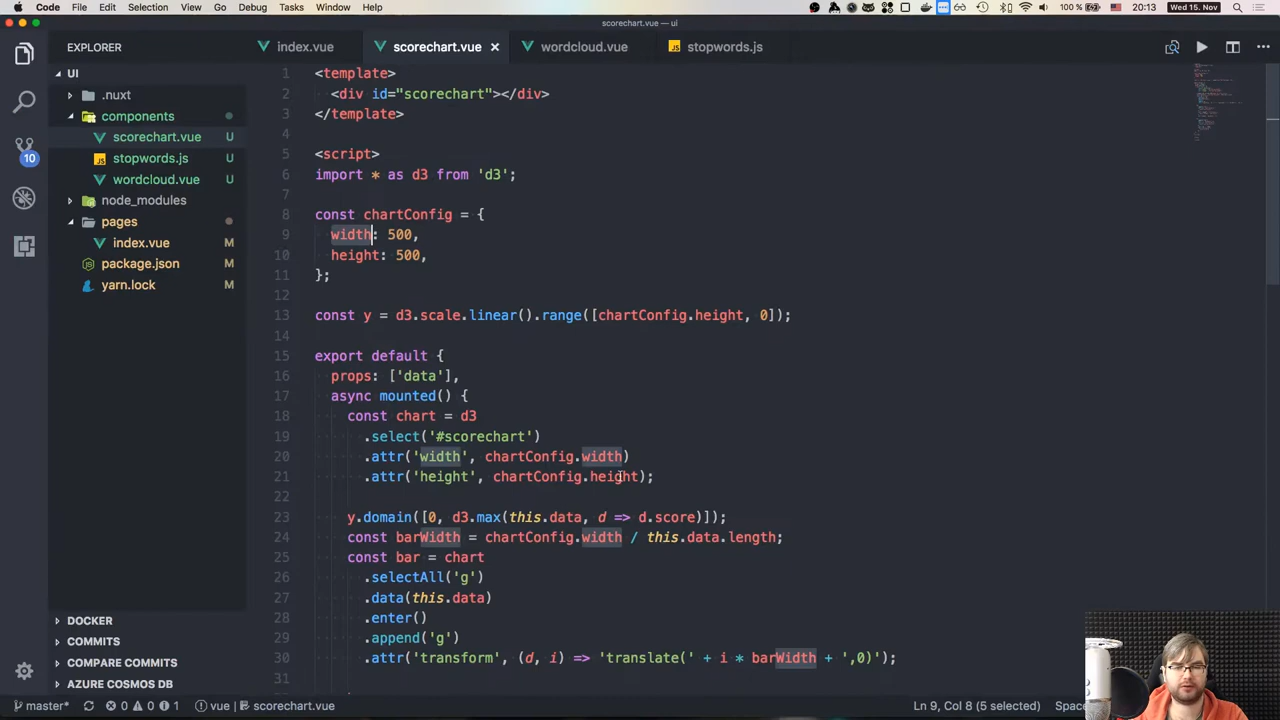 Code File Edit Selection View Go Debug Tasks Window Help 100 % 20:13 Wed 15. Nov
scorechart.vue — ui
EXPLORER
index.vue
scorechart.vue
wordcloud.vue
stopwords.js
UI
.nuxt
components
scorechart.vue U
stopwords.js U
wordcloud.vue U
node_modules
pages
index.vue M
package.json M
yarn.lock M
10
DOCKER
COMMITS
COMPARE COMMITS
AZURE COSMOS DB
1 <template>
2 <div id="scorechart"></div>
3 </template>
4
5 <script>
6 import * as d3 from 'd3';
7
8 const chartConfig = {
9 width: 500,
10 height: 500,
11 };
12
13 const y = d3.scale.linear().range([chartConfig.height, 0]);
14
15 export default {
16 props: ['data'],
17 async mounted() {
18 const chart = d3
19 .select('#scorechart')
20 .attr('width', chartConfig.width)
21 .attr('height', chartConfig.height);
22
23 y.domain([0, d3.max(this.data, d => d.score)]);
24 const barWidth = chartConfig.width / this.data.length;
25 const bar = chart
26 .selectAll('g')
27 .data(this.data)
28 .enter()
29 .append('g')
30 .attr('transform', (d, i) => 'translate(' + i * barWidth + ',0)');
master* 0 0 1 vue scorechart.vue Ln 9, Col 8 (5 selected) Spac